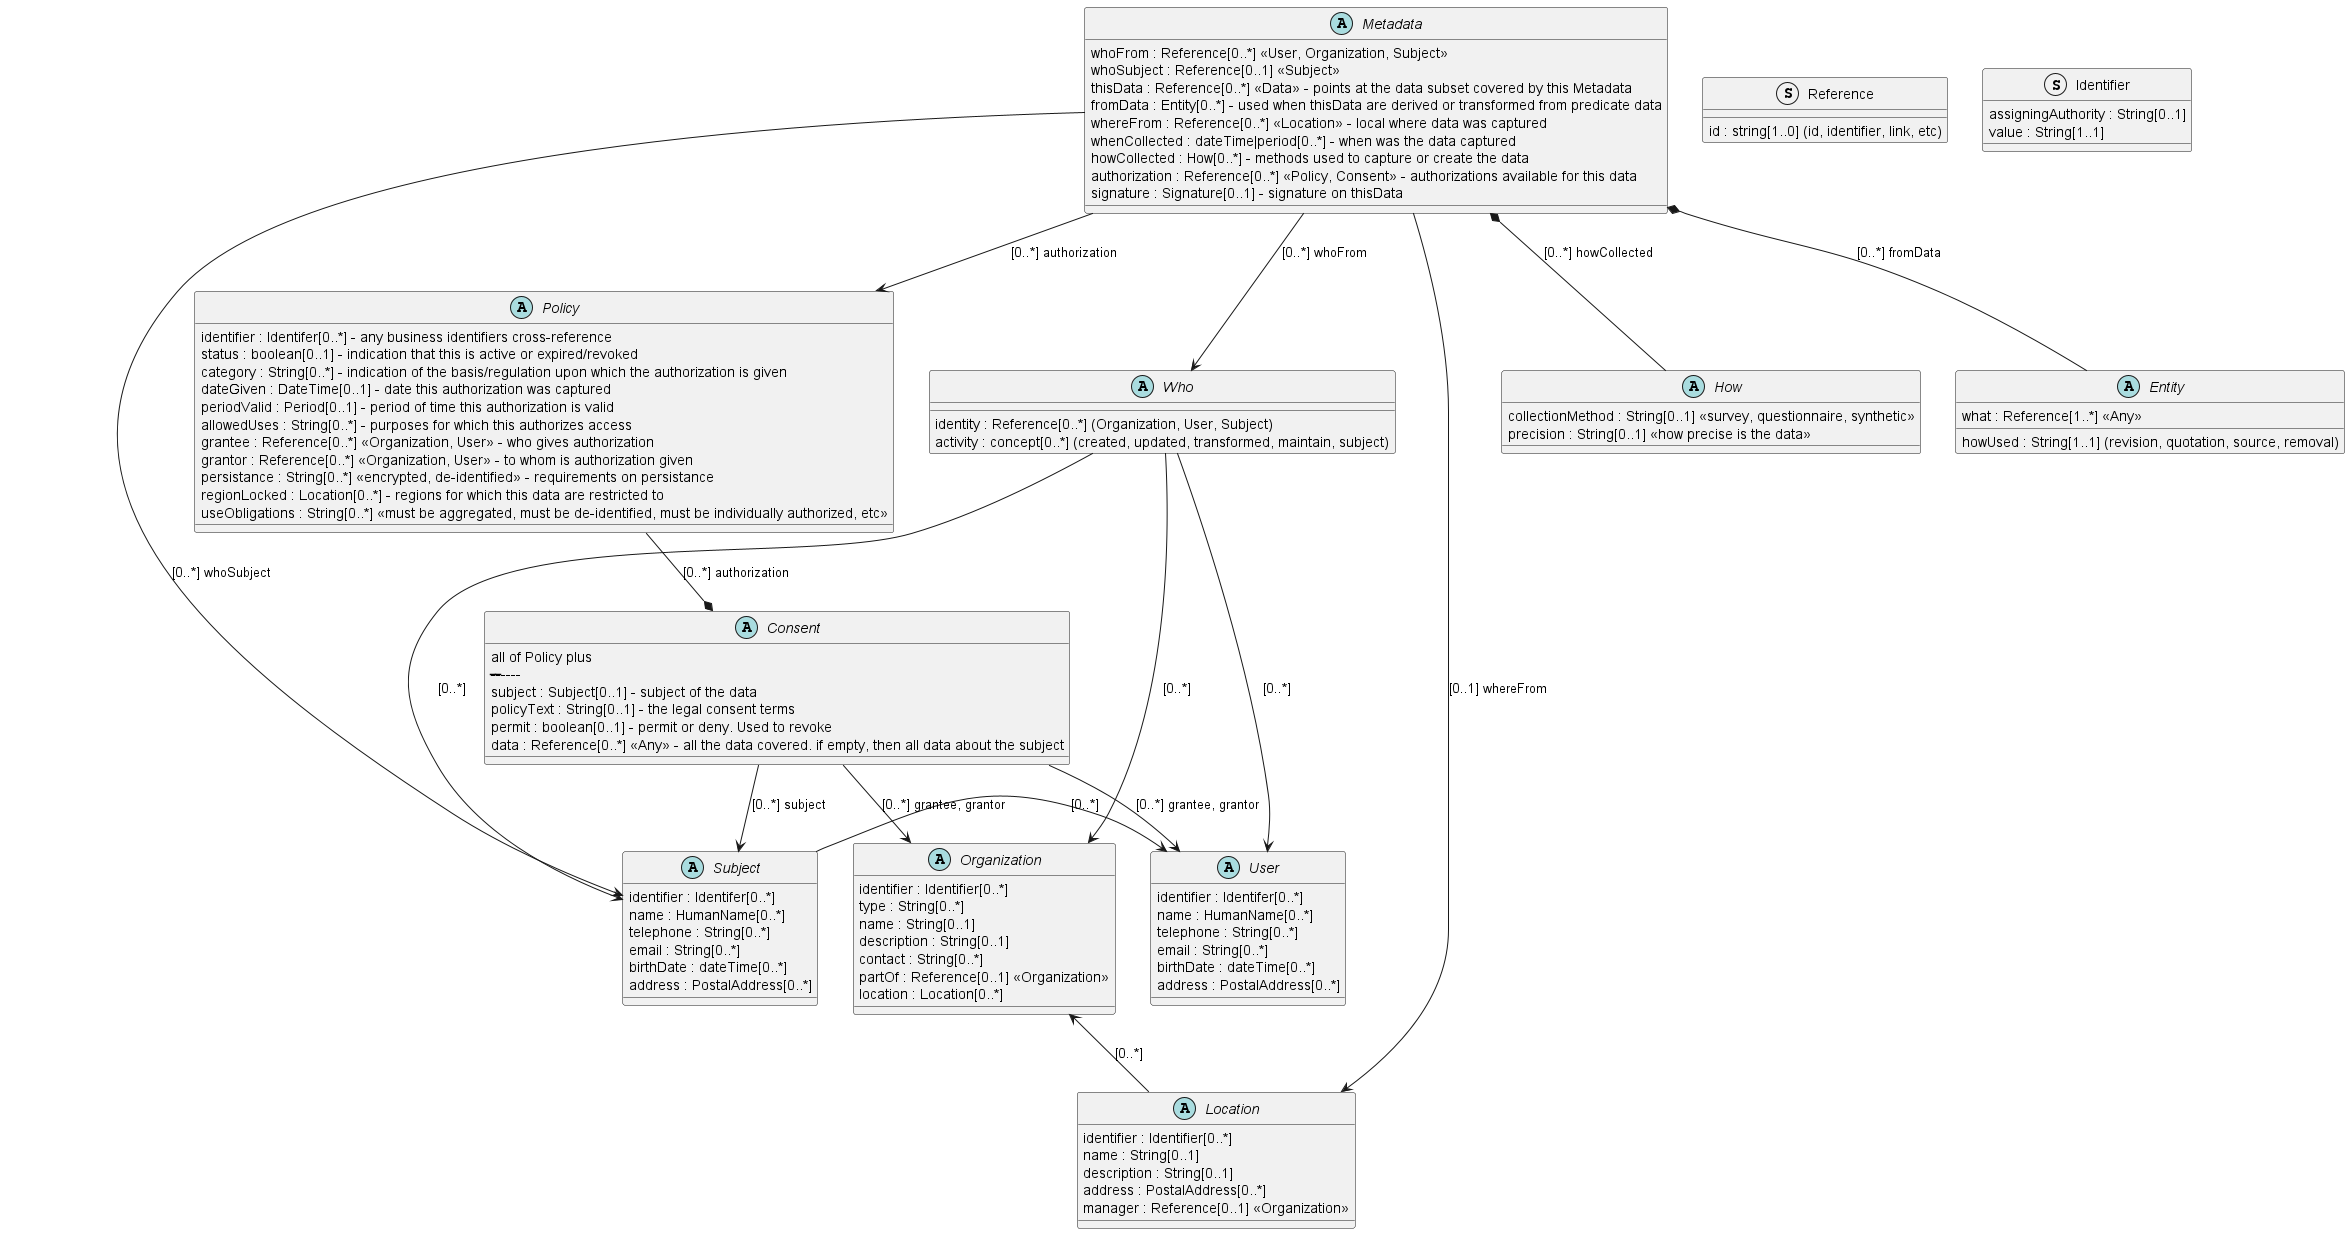 A Metadata
whoFrom : Reference[0..*] «User, Organization, Subject»
whoSubject : Reference[0..1] «Subject»
thisData : Reference[0..*] «Data» - points at the data subset covered by this Metadata
fromData : Entity[0..*] - used when thisData are derived or transformed from predicate data
whereFrom : Reference[0..*] «Location» - local where data was captured
whenCollected : dateTime|period[0..*] - when was the data captured
howCollected : How[0..*] - methods used to capture or create the data
authorization : Reference[0..*] «Policy, Consent» - authorizations available for this data
signature : Signature[0..1] - signature on thisData
S Reference
id : string[1..0] (id, identifier, link, etc)
S Identifier
assigningAuthority : String[0..1]
value : String[1..1]
[0..*] authorization
[0..*] whoFrom
[0..*] howCollected
[0..*] fromData
A Policy
identifier : Identifer[0..*] - any business identifiers cross-reference
status : boolean[0..1] - indication that this is active or expired/revoked
category : String[0..*] - indication of the basis/regulation upon which the authorization is given
dateGiven : DateTime[0..1] - date this authorization was captured
periodValid : Period[0..1] - period of time this authorization is valid
allowedUses : String[0..*] - purposes for which this authorizes access
grantee : Reference[0..*] «Organization, User» - who gives authorization
grantor : Reference[0..*] «Organization, User» - to whom is authorization given
persistance : String[0..*] «encrypted, de-identified» - requirements on persistance
regionLocked : Location[0..*] - regions for which this data are restricted to
useObligations : String[0..*] «must be aggregated, must be de-identified, must be individually authorized, etc»
A Who
identity : Reference[0..*] (Organization, User, Subject)
activity : concept[0..*] (created, updated, transformed, maintain, subject)
A How
collectionMethod : String[0..1] «survey, questionnaire, synthetic»
precision : String[0..1] «how precise is the data»
A Entity
what : Reference[1..*] «Any»
howUsed : String[1..1] (revision, quotation, source, removal)
[0..*] whoSubject
[0..*] authorization
A Consent
all of Policy plus
------
subject : Subject[0..1] - subject of the data
policyText : String[0..1] - the legal consent terms
permit : boolean[0..1] - permit or deny. Used to revoke
data : Reference[0..*] «Any» - all the data covered. if empty, then all data about the subject
[0..*]
[0..*]
[0..*]
[0..1] whereFrom
[0..*] subject
[0..*] grantee, grantor
[0..*]
[0..*] grantee, grantor
A Subject
identifier : Identifer[0..*]
name : HumanName[0..*]
telephone : String[0..*]
email : String[0..*]
birthDate : dateTime[0..*]
address : PostalAddress[0..*]
A Organization
identifier : Identifier[0..*]
type : String[0..*]
name : String[0..1]
description : String[0..1]
contact : String[0..*]
partOf : Reference[0..1] «Organization»
location : Location[0..*]
A User
identifier : Identifer[0..*]
name : HumanName[0..*]
telephone : String[0..*]
email : String[0..*]
birthDate : dateTime[0..*]
address : PostalAddress[0..*]
[0..*]
A Location
identifier : Identifier[0..*]
name : String[0..1]
description : String[0..1]
address : PostalAddress[0..*]
manager : Reference[0..1] «Organization»